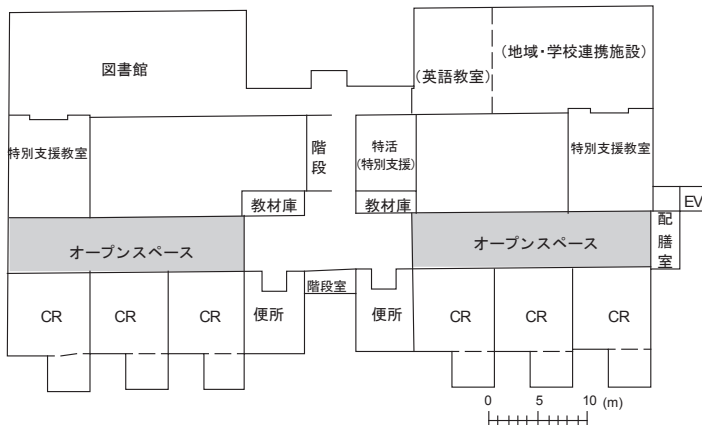 図書館
(地域・学校連携施設)
(英語教室)
特別支援教室
階段
特活
(特別支援)
特別支援教室
教材庫
教材庫
EV
配膳室
オープンスペース
オープンスペース
階段室
CR
CR
CR
便所
便所
CR
CR
CR
0 5 10 (m)